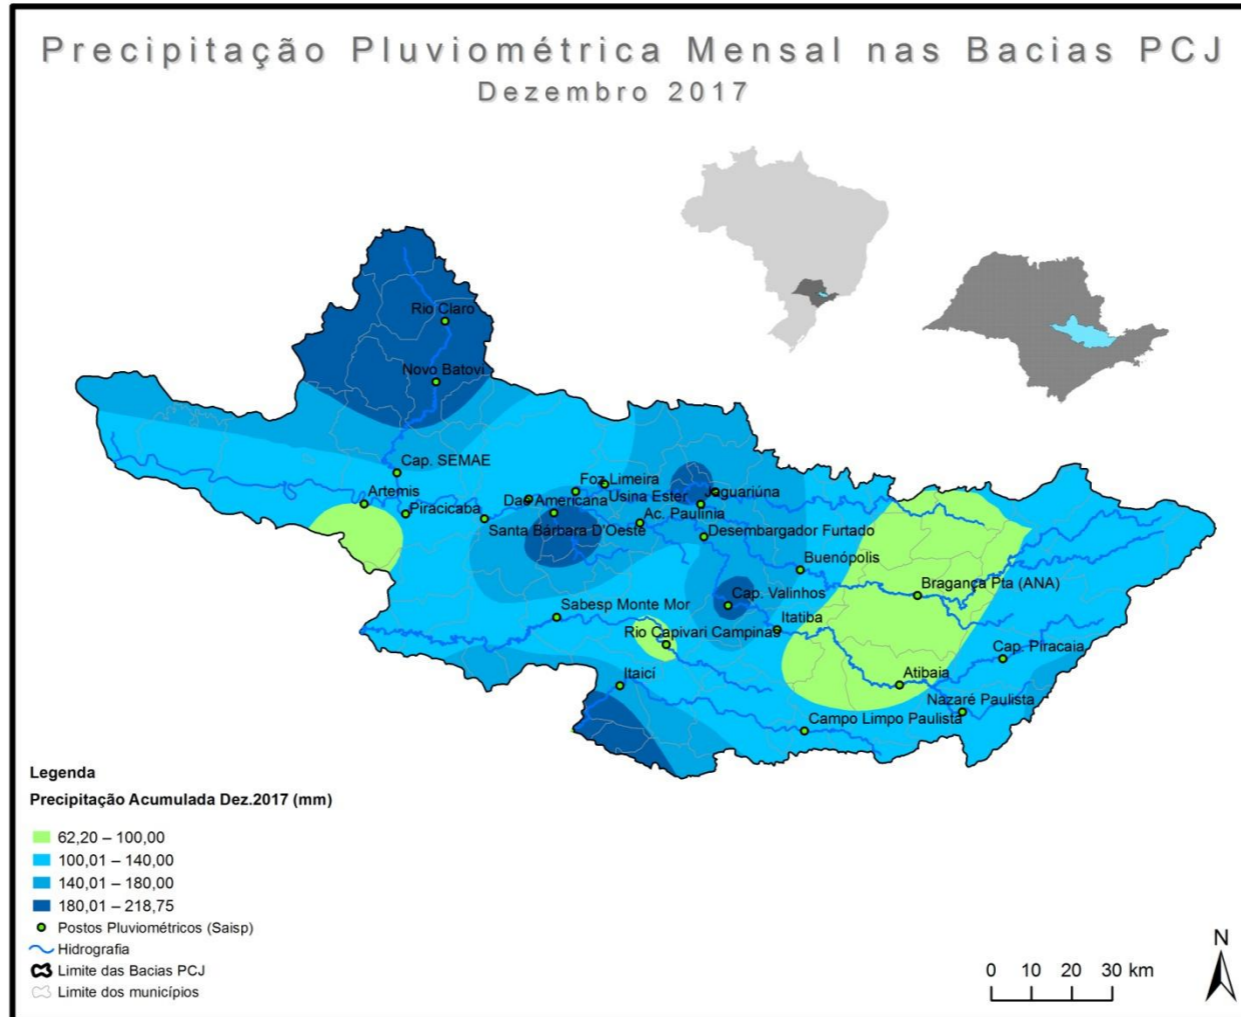 Precipitação Pluviométrica Mensal nas Bacias PCJ
Dezembro 2017
Rio Claro
Novo Batovi
Cap. SEMAE
Artemis
Piracicaba
Foz Limeira
Dae Americana
Usina Ester
Jaguariúna
Santa Bárbara D'Oeste
Ac. Paulínia
Desembargador Furtado
Buenópolis
Bragança Pta (ANA)
Cap. Valinhos
Sabesp Monte Mor
Itatiba
Rio Capivari Campinas
Cap. Piracaia
Itaicí
Atibaia
Nazaré Paulista
Campo Limpo Paulista
Legenda
Precipitação Acumulada Dez.2017 (mm)
62,20 – 100,00
100,01 – 140,00
140,01 – 180,00
180,01 – 218,75
Postos Pluviométricos (Saisp)
Hidrografia
Limite das Bacias PCJ
Limite dos municípios
0 10 20 30 km
N